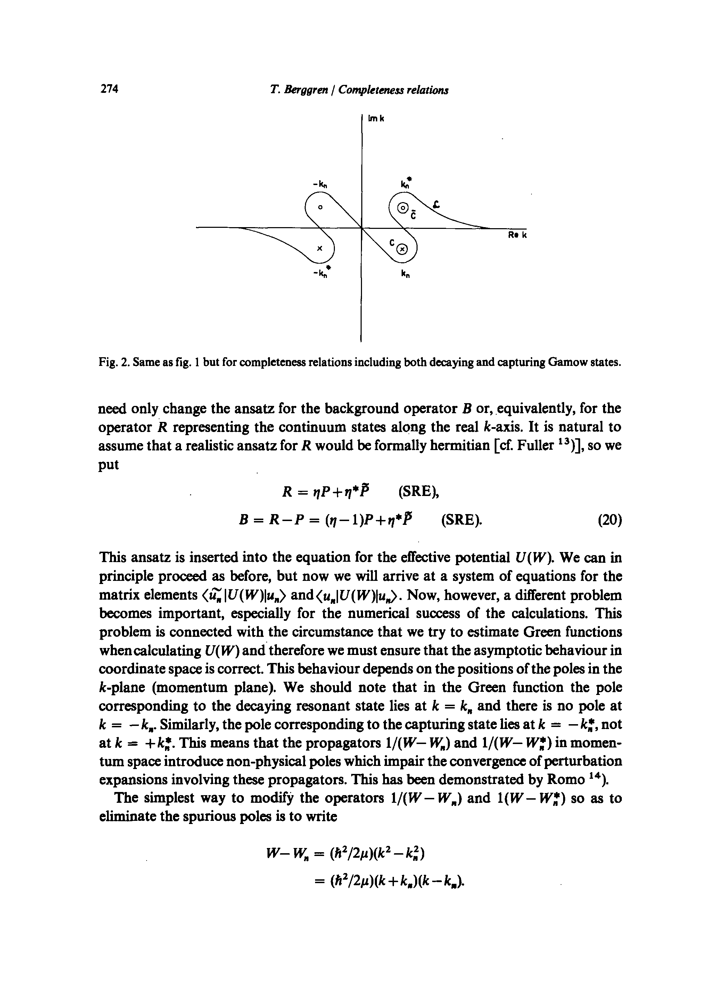 274
T. Berggren / Completeness relations
Im k
-kₙ
kₙ*
£
C̄
Re k
C
-kₙ*
kₙ
Fig. 2. Same as fig. 1 but for completeness relations including both decaying and capturing Gamow states.
need only change the ansatz for the background operator B or, equivalently, for the
operator R representing the continuum states along the real k-axis. It is natural to
assume that a realistic ansatz for R would be formally hermitian [cf. Fuller ¹³)], so we
put
R = ηP+η*P̃ (SRE),
B = R−P = (η−1)P+η*P̃ (SRE). (20)
This ansatz is inserted into the equation for the effective potential U(W). We can in
principle proceed as before, but now we will arrive at a system of equations for the
matrix elements ⟨ũₙ|U(W)|uₙ⟩ and⟨uₙ|U(W)|uₙ⟩. Now, however, a different problem
becomes important, especially for the numerical success of the calculations. This
problem is connected with the circumstance that we try to estimate Green functions
when calculating U(W) and therefore we must ensure that the asymptotic behaviour in
coordinate space is correct. This behaviour depends on the positions of the poles in the
k-plane (momentum plane). We should note that in the Green function the pole
corresponding to the decaying resonant state lies at k = kₙ and there is no pole at
k = −kₙ. Similarly, the pole corresponding to the capturing state lies at k = −kₙ*, not
at k = +kₙ*. This means that the propagators 1/(W−Wₙ) and 1/(W−Wₙ*) in momen-
tum space introduce non-physical poles which impair the convergence of perturbation
expansions involving these propagators. This has been demonstrated by Romo ¹⁴).
The simplest way to modify the operators 1/(W−Wₙ) and 1(W−Wₙ*) so as to
eliminate the spurious poles is to write
W−Wₙ = (ħ²/2μ)(k²−kₙ²)
= (ħ²/2μ)(k+kₙ)(k−kₙ).